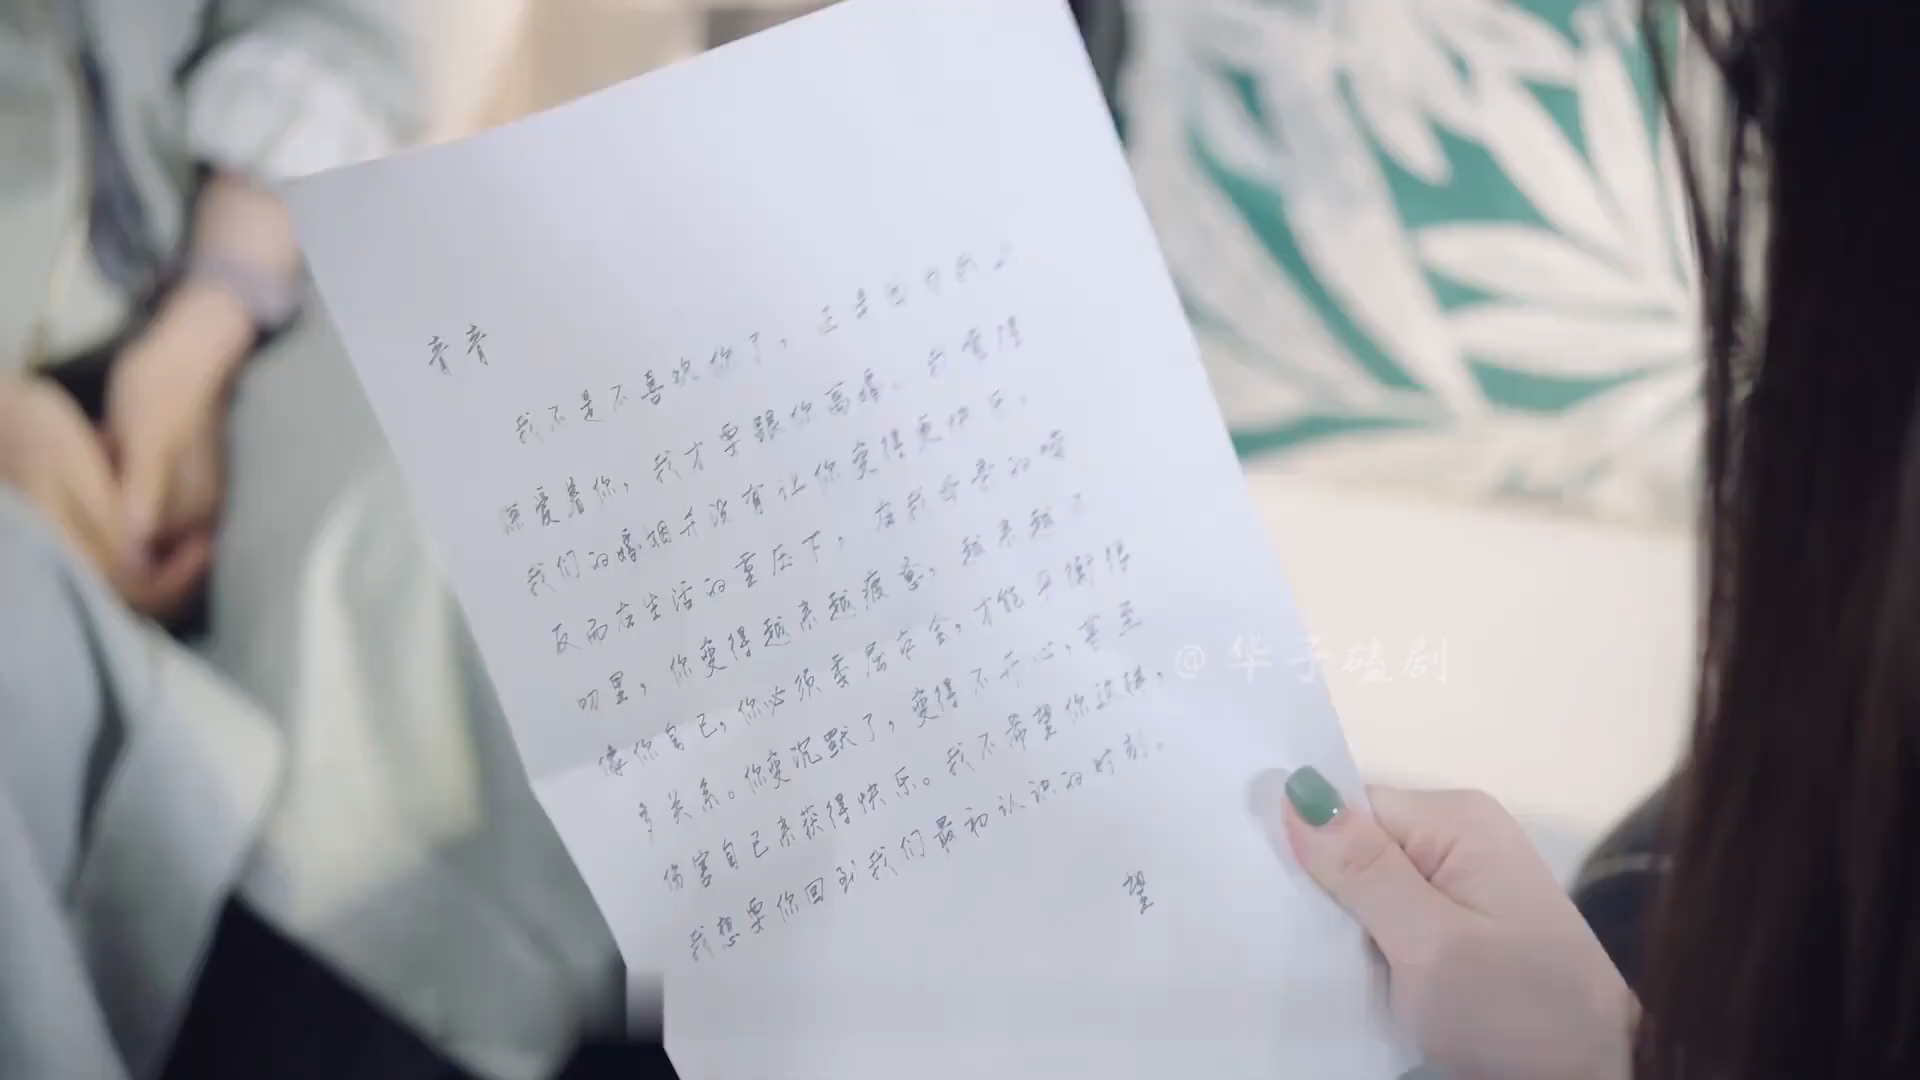 青青
我不是不喜欢你了，正是因为我还
深爱着你，我才要跟你离婚。我觉得
我们的婚姻并没有让你变得更快乐，
反而在生活的重压下，在我母亲的唠
叨里，你变得越来越疲惫，越来越不
像你自己，你必须委屈求全，才能平衡得
了关系。你变沉默了，变得不开心，甚至
伤害自己来获得快乐。我不希望你这样，
我想要你回到我们最初认识的时刻。
望
@华子磕剧